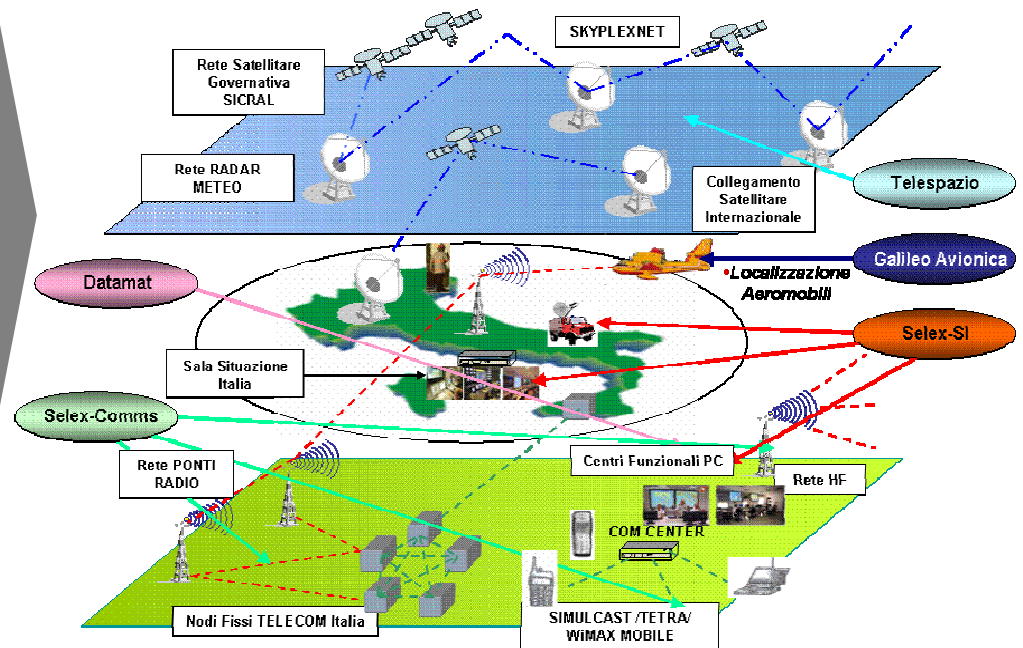 SKYPLEXNET
Rete Satellitare
Governativa
SICRAL
Rete RADAR
METEO
Collegamento
Satellitare
Internazionale
Telespazio
Galileo Avionica
•Localizzazione
Aeromobili
Datamat
Selex-SI
Sala Situazione
Italia
Selex-Comms
Rete PONTI
RADIO
Centri Funzionali PC
Rete HF
COM CENTER
Nodi Fissi TELECOM Italia
SIMULCAST /TETRA/
WiMAX MOBILE